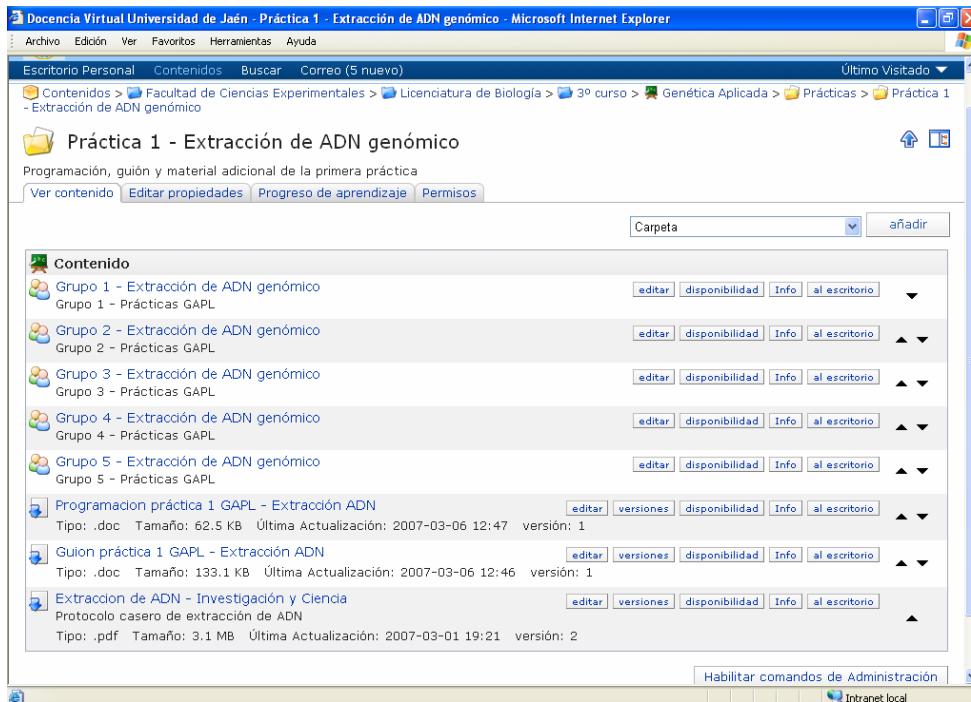 Docencia Virtual Universidad de Jaén - Práctica 1 - Extracción de ADN genómico - Microsoft Internet Explorer
Archivo Edición Ver Favoritos Herramientas Ayuda
Escritorio Personal Contenidos Buscar Correo (5 nuevo) Último Visitado
Contenidos > Facultad de Ciencias Experimentales > Licenciatura de Biología > 3º curso > Genética Aplicada > Prácticas > Práctica 1
- Extracción de ADN genómico
Práctica 1 - Extracción de ADN genómico
Programación, guión y material adicional de la primera práctica
Ver contenido Editar propiedades Progreso de aprendizaje Permisos
Carpeta añadir
Contenido
Grupo 1 - Extracción de ADN genómico editar disponibilidad Info al escritorio
Grupo 1 - Prácticas GAPL
Grupo 2 - Extracción de ADN genómico editar disponibilidad Info al escritorio
Grupo 2 - Prácticas GAPL
Grupo 3 - Extracción de ADN genómico editar disponibilidad Info al escritorio
Grupo 3 - Prácticas GAPL
Grupo 4 - Extracción de ADN genómico editar disponibilidad Info al escritorio
Grupo 4 - Prácticas GAPL
Grupo 5 - Extracción de ADN genómico editar disponibilidad Info al escritorio
Grupo 5 - Prácticas GAPL
Programacion práctica 1 GAPL - Extracción ADN editar versiones disponibilidad Info al escritorio
Tipo: .doc Tamaño: 62.5 KB Última Actualización: 2007-03-06 12:47 versión: 1
Guion práctica 1 GAPL - Extracción ADN editar versiones disponibilidad Info al escritorio
Tipo: .doc Tamaño: 133.1 KB Última Actualización: 2007-03-06 12:46 versión: 1
Extraccion de ADN - Investigación y Ciencia editar versiones disponibilidad Info al escritorio
Protocolo casero de extracción de ADN
Tipo: .pdf Tamaño: 3.1 MB Última Actualización: 2007-03-01 19:21 versión: 2
Habilitar comandos de Administración
Intranet local